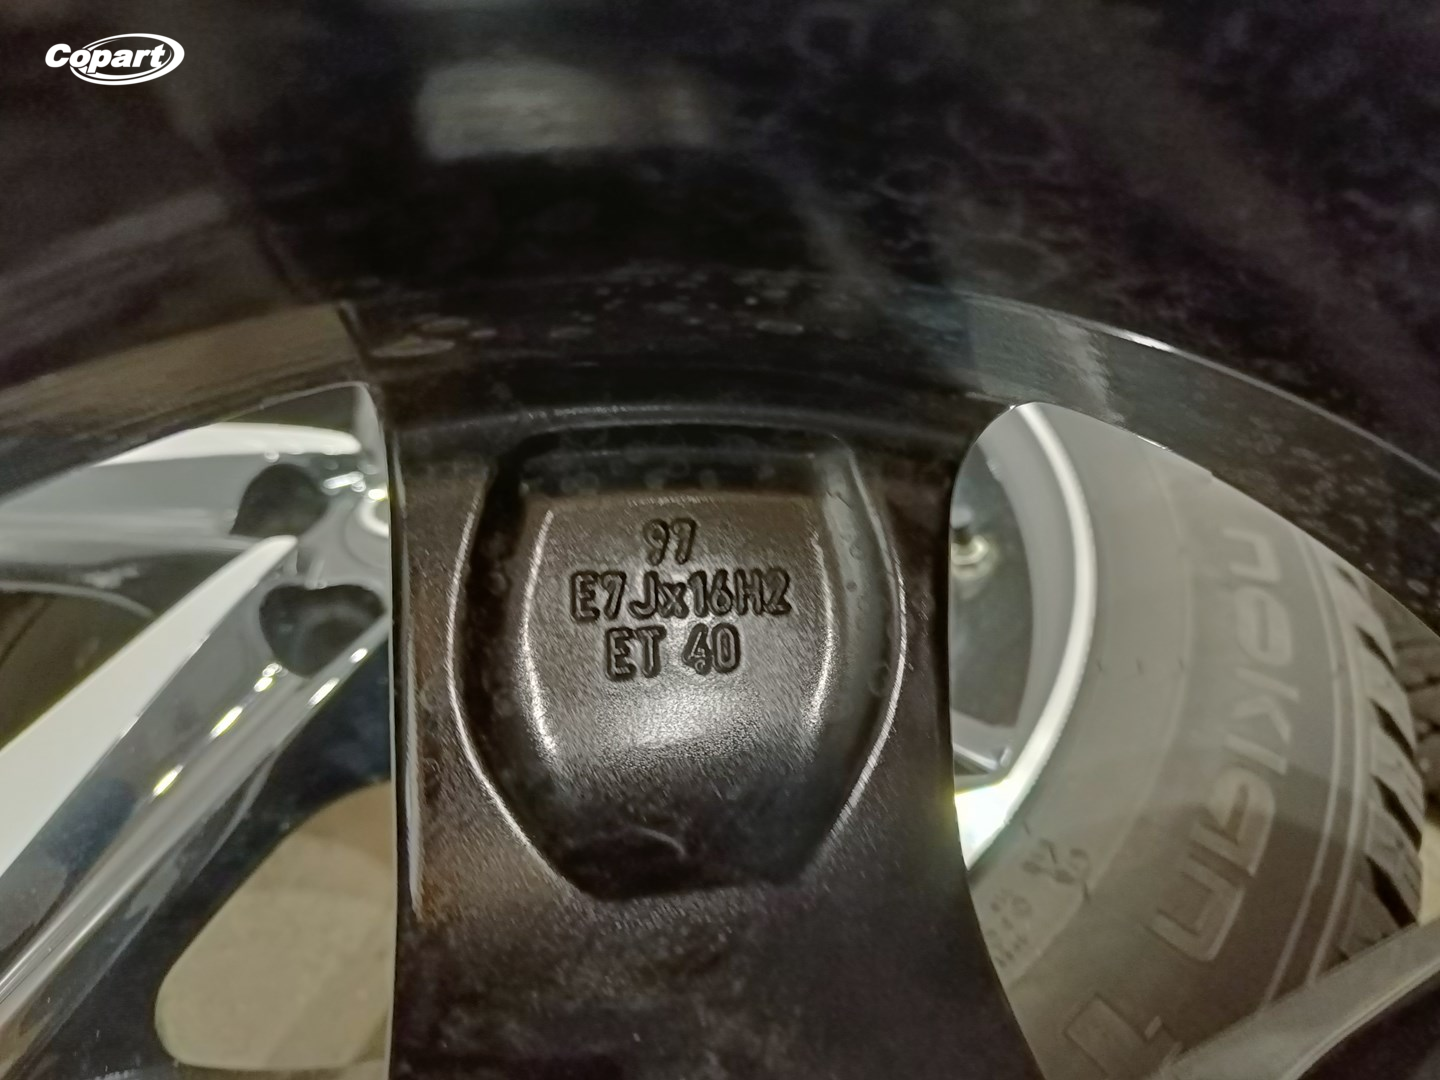 Copart
97
E7Jx16H2
ET 40
nokian